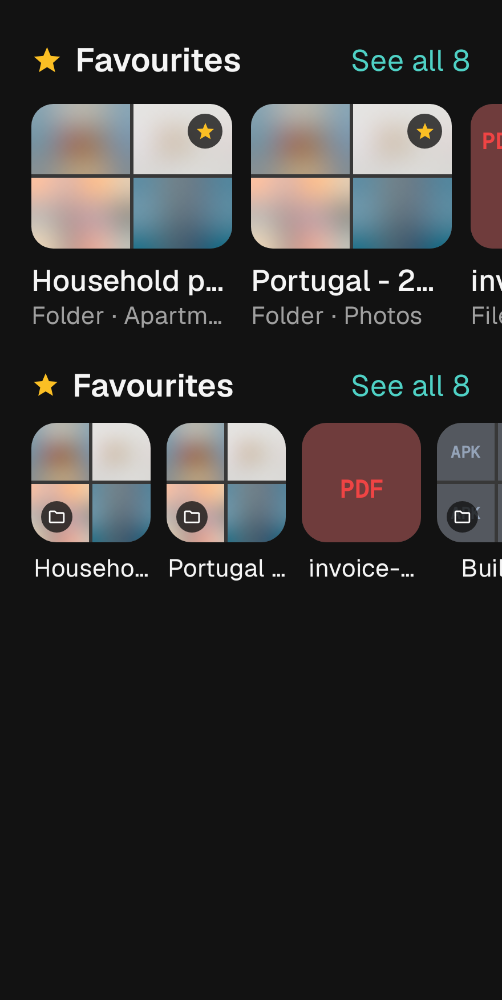 Favourites See all 8
PD
Household p... Portugal - 2... inv
Folder · Apartm... Folder · Photos File
Favourites See all 8
PDF APK
Househo... Portugal ... invoice-... Buil